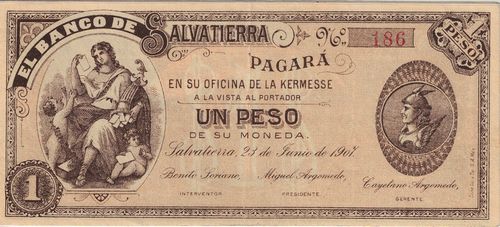 EL BANCO DE SALVATIERRA
No. 186
1 PESO
PAGARÁ
EN SU OFICINA DE LA KERMESSE
A LA VISTA AL PORTADOR
UN PESO
DE SU MONEDA.
Salvatierra, 23 de Junio de 1907
Benito Soriano, Miguel Argomedo, Cayetano Argomedo,
INTERVENTOR PRESIDENTE. GERENTE.
1